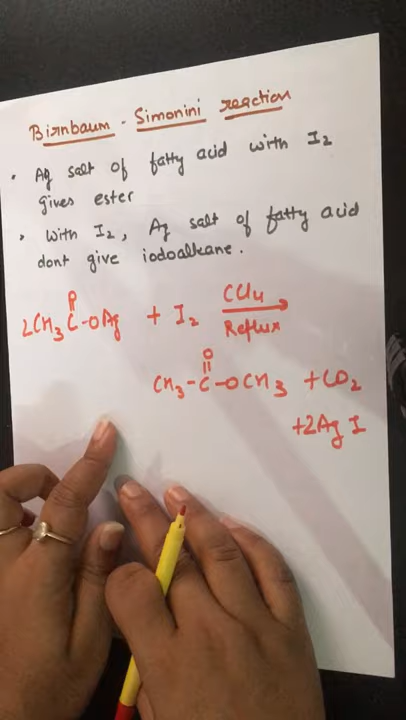 Birnbaum - Simonini reaction
• Ag salt of fatty acid with I2
gives ester
• With I2, Ag salt of fatty acid
dont give iodoalkane.
2CH3 C -OAg + I2 CCl4 Reflux
O
CH3-C-OCH3 + CO2
+2AgI